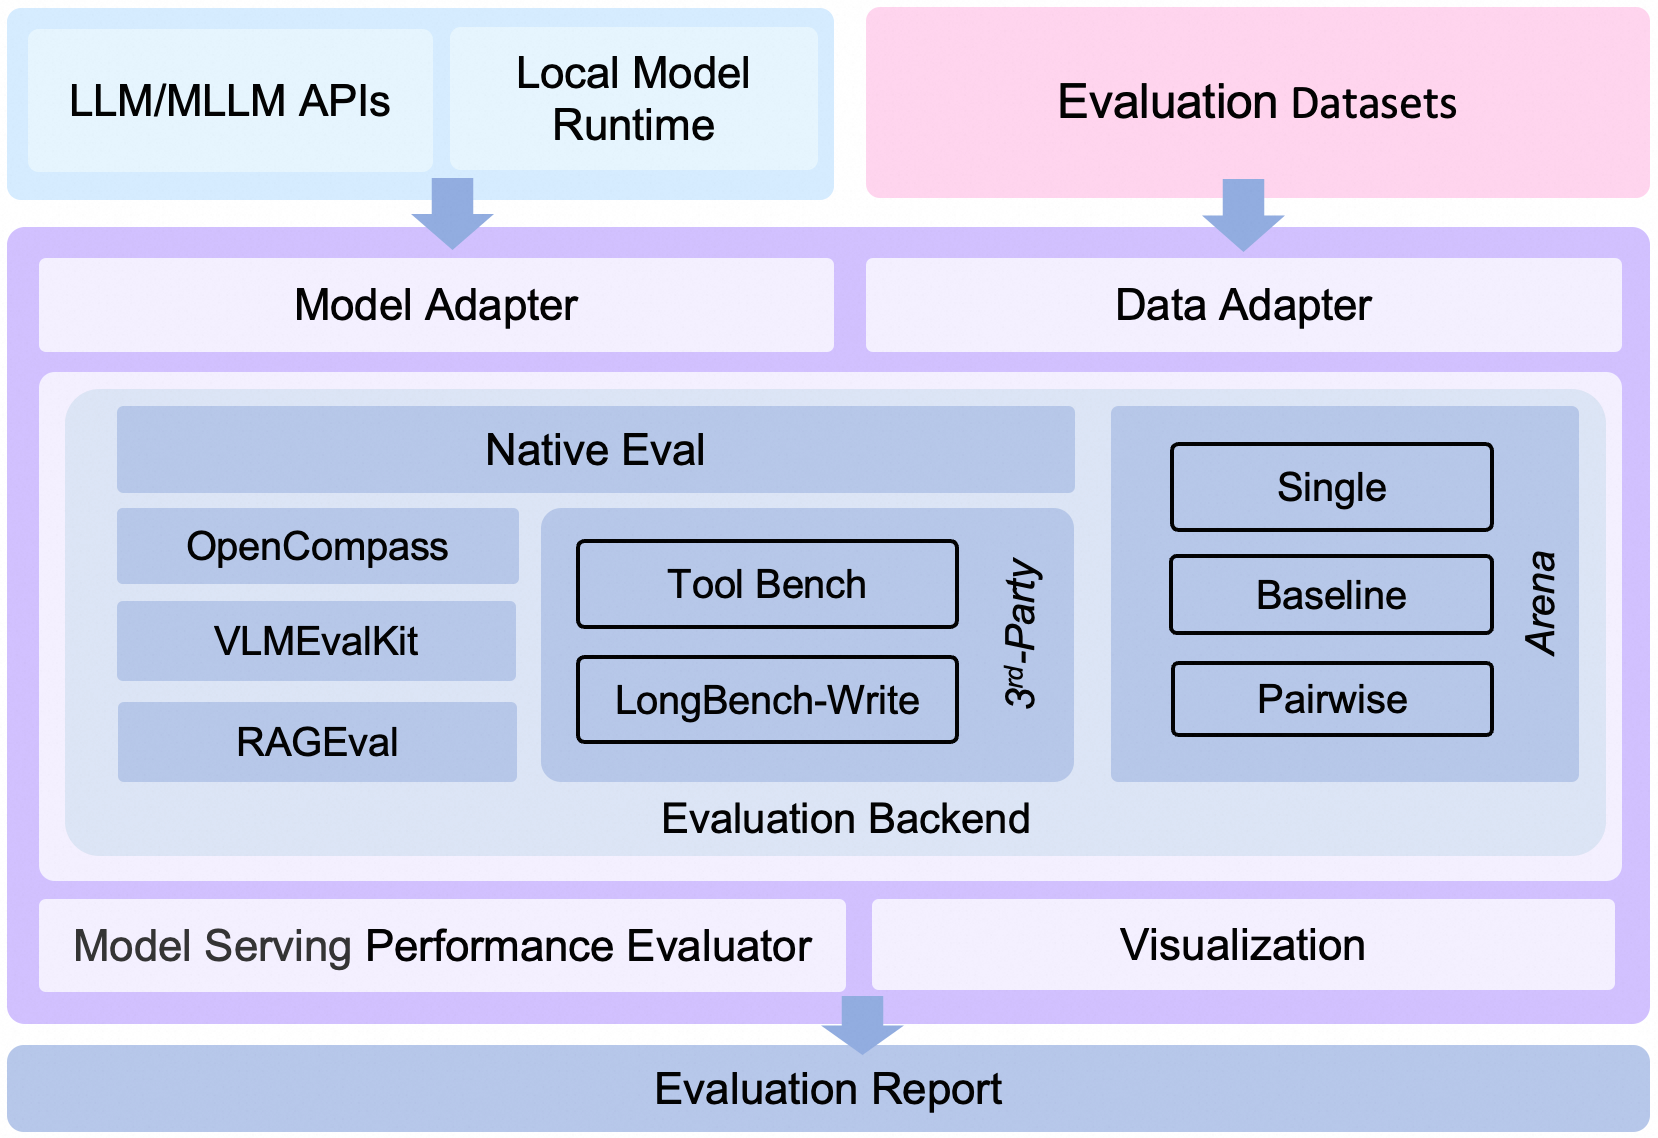 LLM/MLLM APIs
Local Model
Runtime
Evaluation Datasets
Model Adapter
Data Adapter
Native Eval
OpenCompass
VLMEvalKit
RAGEval
Tool Bench
LongBench-Write
3rd-Party
Single
Baseline
Pairwise
Arena
Evaluation Backend
Model Serving Performance Evaluator
Visualization
Evaluation Report